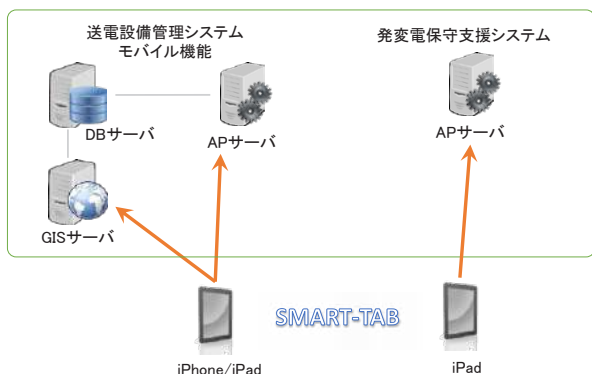 送電設備管理システム
モバイル機能
発変電保守支援システム
DBサーバ
APサーバ
APサーバ
GISサーバ
SMART-TAB
iPhone/iPad
iPad